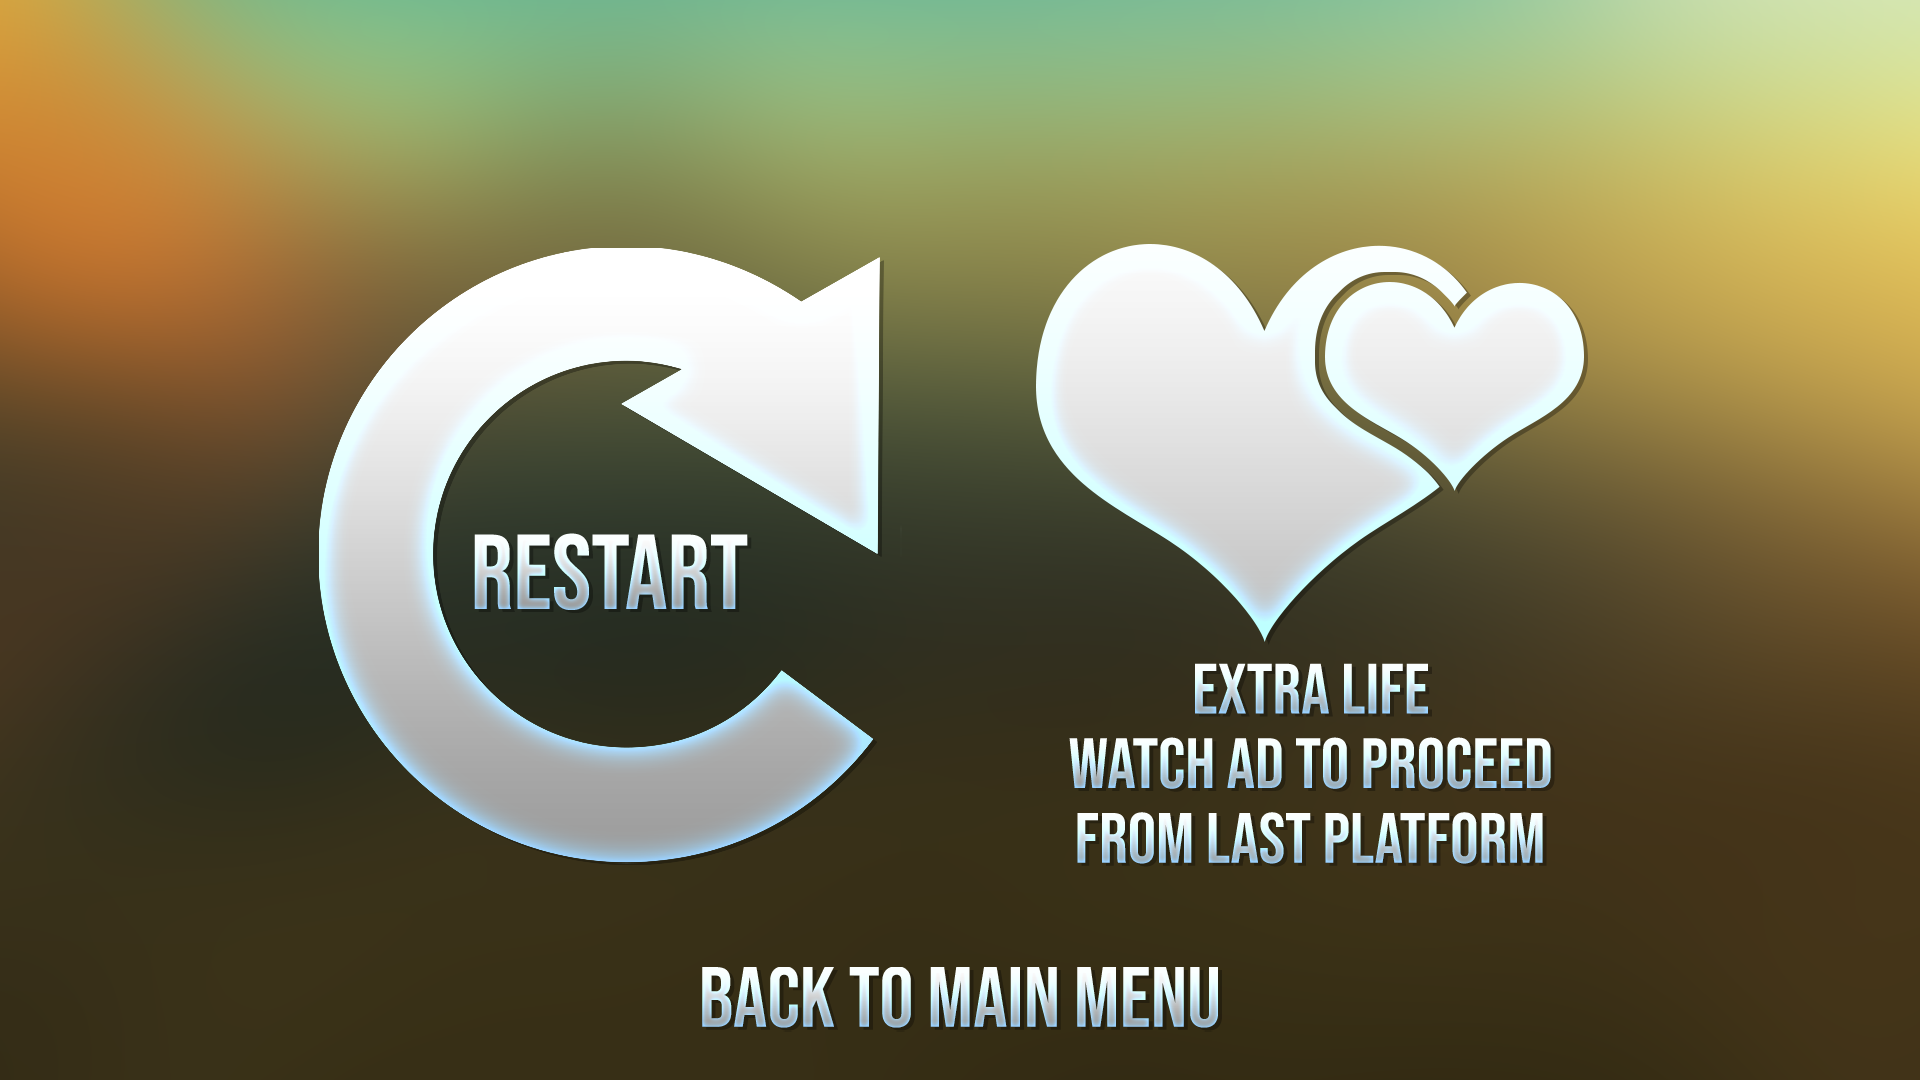 RESTART
EXTRA LIFE
WATCH AD TO PROCEED
FROM LAST PLATFORM
BACK TO MAIN MENU